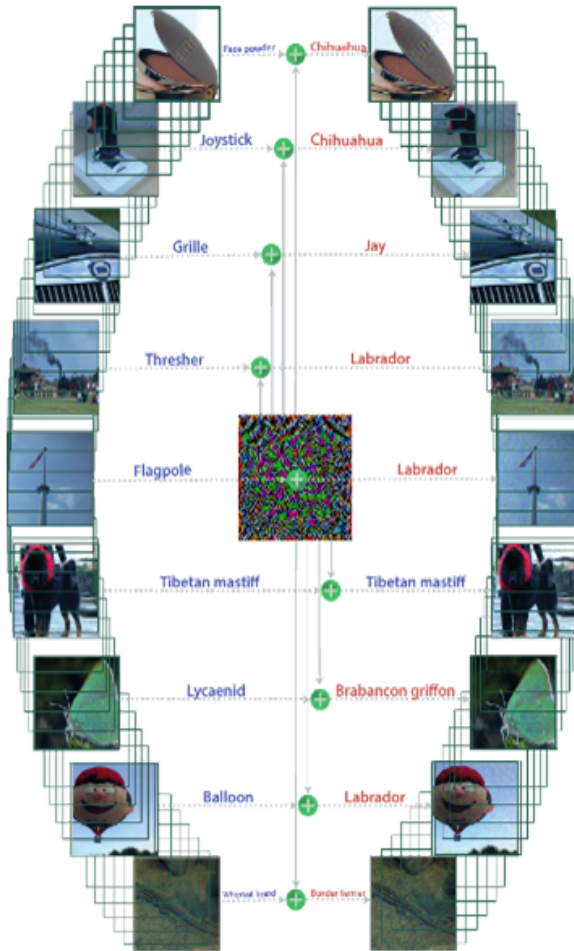 Face powder Chihuahua
Joystick Chihuahua
Grille Jay
Thresher Labrador
Flagpole Labrador
Tibetan mastiff Tibetan mastiff
Lycaenid Brabancon griffon
Balloon Labrador
Border terrier